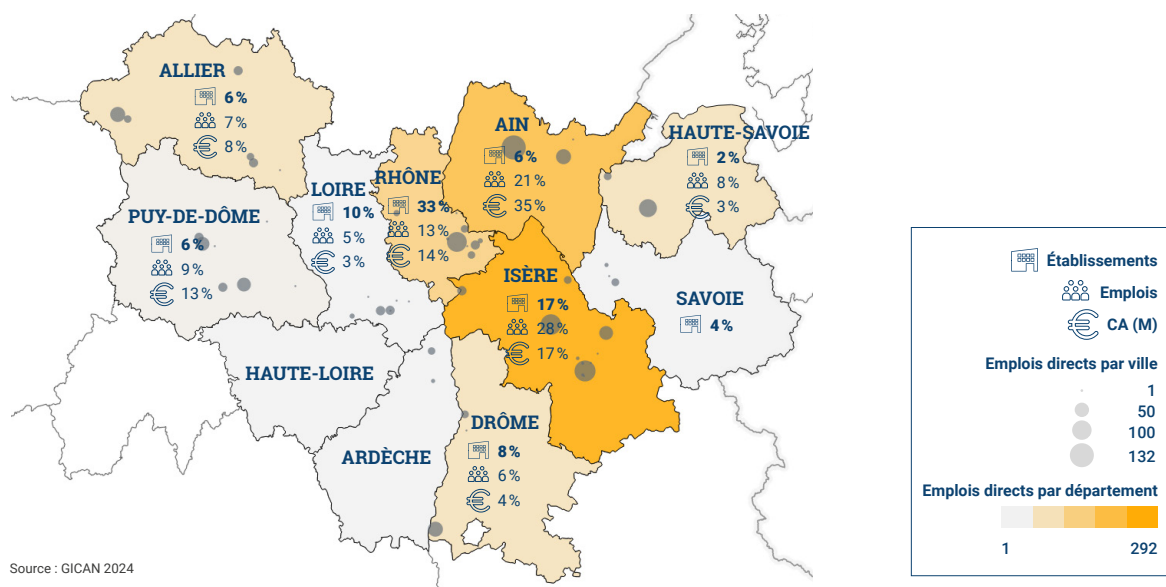 ALLIER
6%
7%
8%
AIN
6%
21%
35%
HAUTE-SAVOIE
2%
8%
3%
RHÔNE
33%
13%
14%
LOIRE
10%
5%
3%
PUY-DE-DÔME
6%
9%
13%
ISÈRE
17%
28%
17%
SAVOIE
4%
HAUTE-LOIRE
ARDÈCHE
DRÔME
8%
6%
4%
Source : GICAN 2024
Établissements
Emplois
CA (M)
Emplois directs par ville
1
50
100
132
Emplois directs par département
1 292